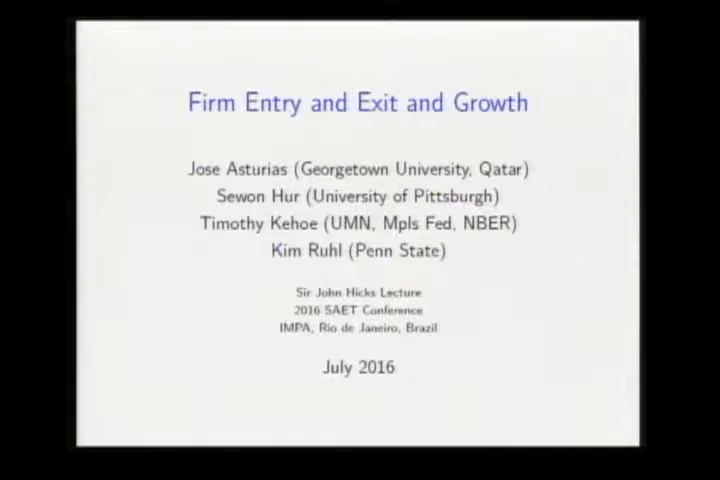 Firm Entry and Exit and Growth
Jose Asturias (Georgetown University, Qatar)
Sewon Hur (University of Pittsburgh)
Timothy Kehoe (UMN, Mpls Fed, NBER)
Kim Ruhl (Penn State)
Sir John Hicks Lecture
2016 SAET Conference
IMPA, Rio de Janeiro, Brazil
July 2016